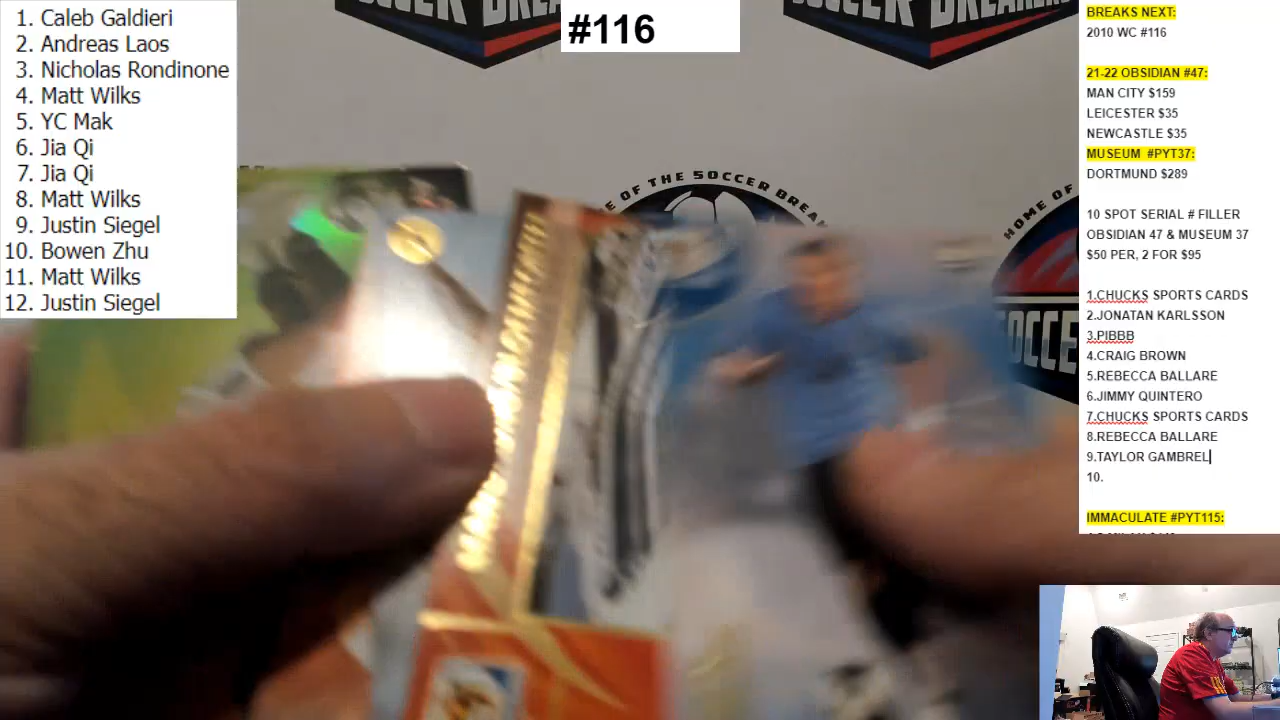 1. Caleb Galdieri
2. Andreas Laos
3. Nicholas Rondinone
4. Matt Wilks
5. YC Mak
6. Jia Qi
7. Jia Qi
8. Matt Wilks
9. Justin Siegel
10. Bowen Zhu
11. Matt Wilks
12. Justin Siegel
#116
SOCCER BREAKERS
HOME OF THE SOCCER BREAK
HOME OF
SOCCE
BREAKS NEXT:
2010 WC #116
21-22 OBSIDIAN #47:
MAN CITY $159
LEICESTER $35
NEWCASTLE $35
MUSEUM #PYT37:
DORTMUND $289
10 SPOT SERIAL # FILLER
OBSIDIAN 47 & MUSEUM 37
$50 PER, 2 FOR $95
1.CHUCKS SPORTS CARDS
2.JONATAN KARLSSON
3.PIBBB
4.CRAIG BROWN
5.REBECCA BALLARE
6.JIMMY QUINTERO
7.CHUCKS SPORTS CARDS
8.REBECCA BALLARE
9.TAYLOR GAMBREL
10.
IMMACULATE #PYT115: